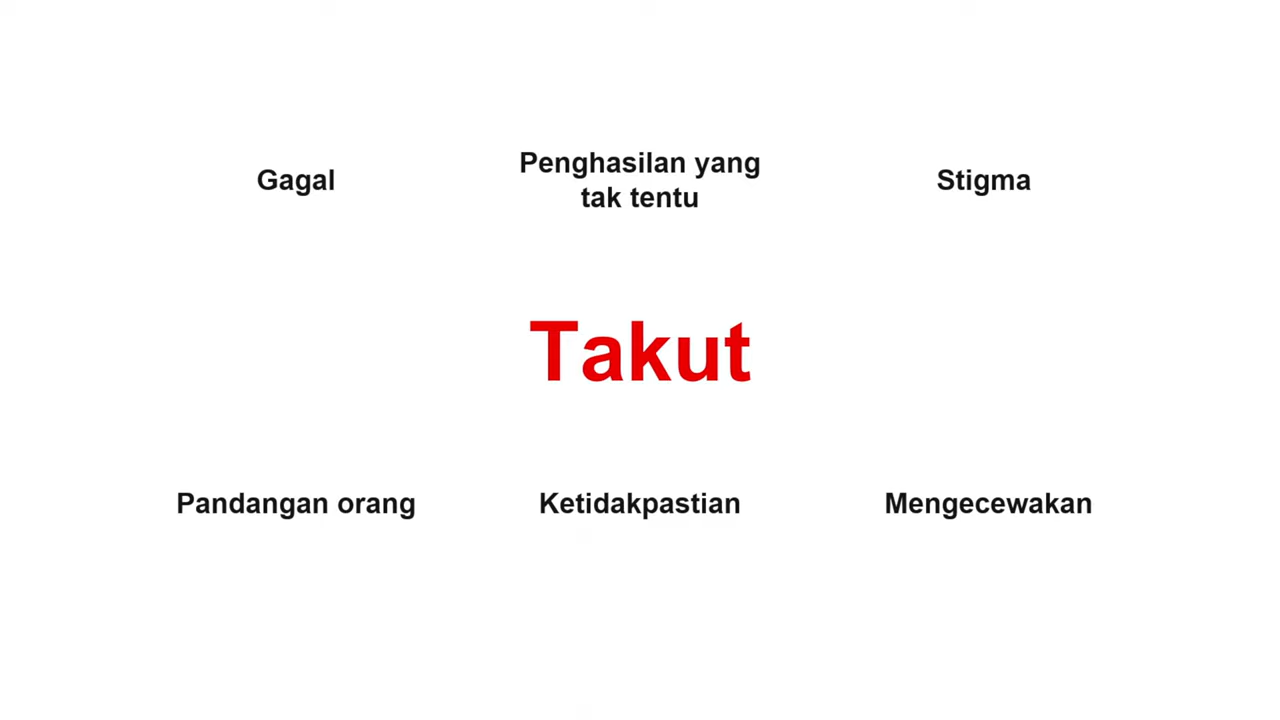 Gagal
Penghasilan yang
tak tentu
Stigma
Takut
Pandangan orang
Ketidakpastian
Mengecewakan